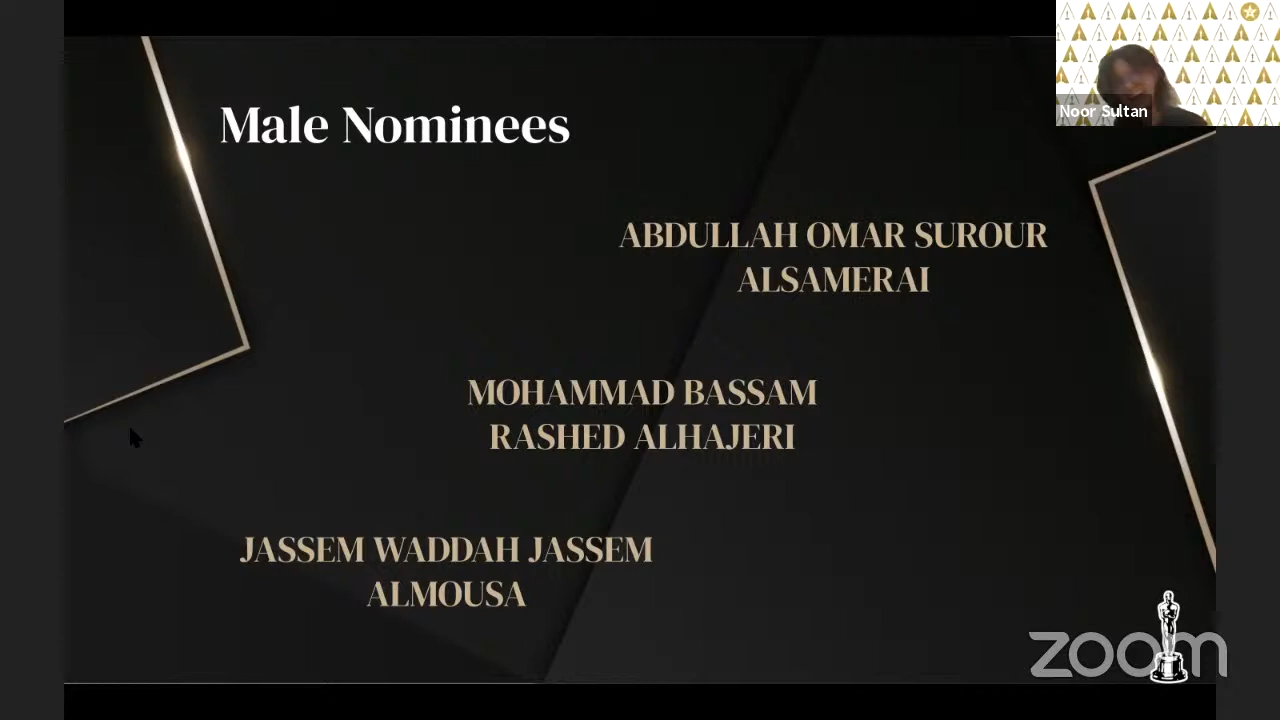 Male Nominees
Noor Sultan
ABDULLAH OMAR SUROUR
ALSAMERAI
MOHAMMAD BASSAM
RASHED ALHAJERI
JASSEM WADDAH JASSEM
ALMOUSA
zoom